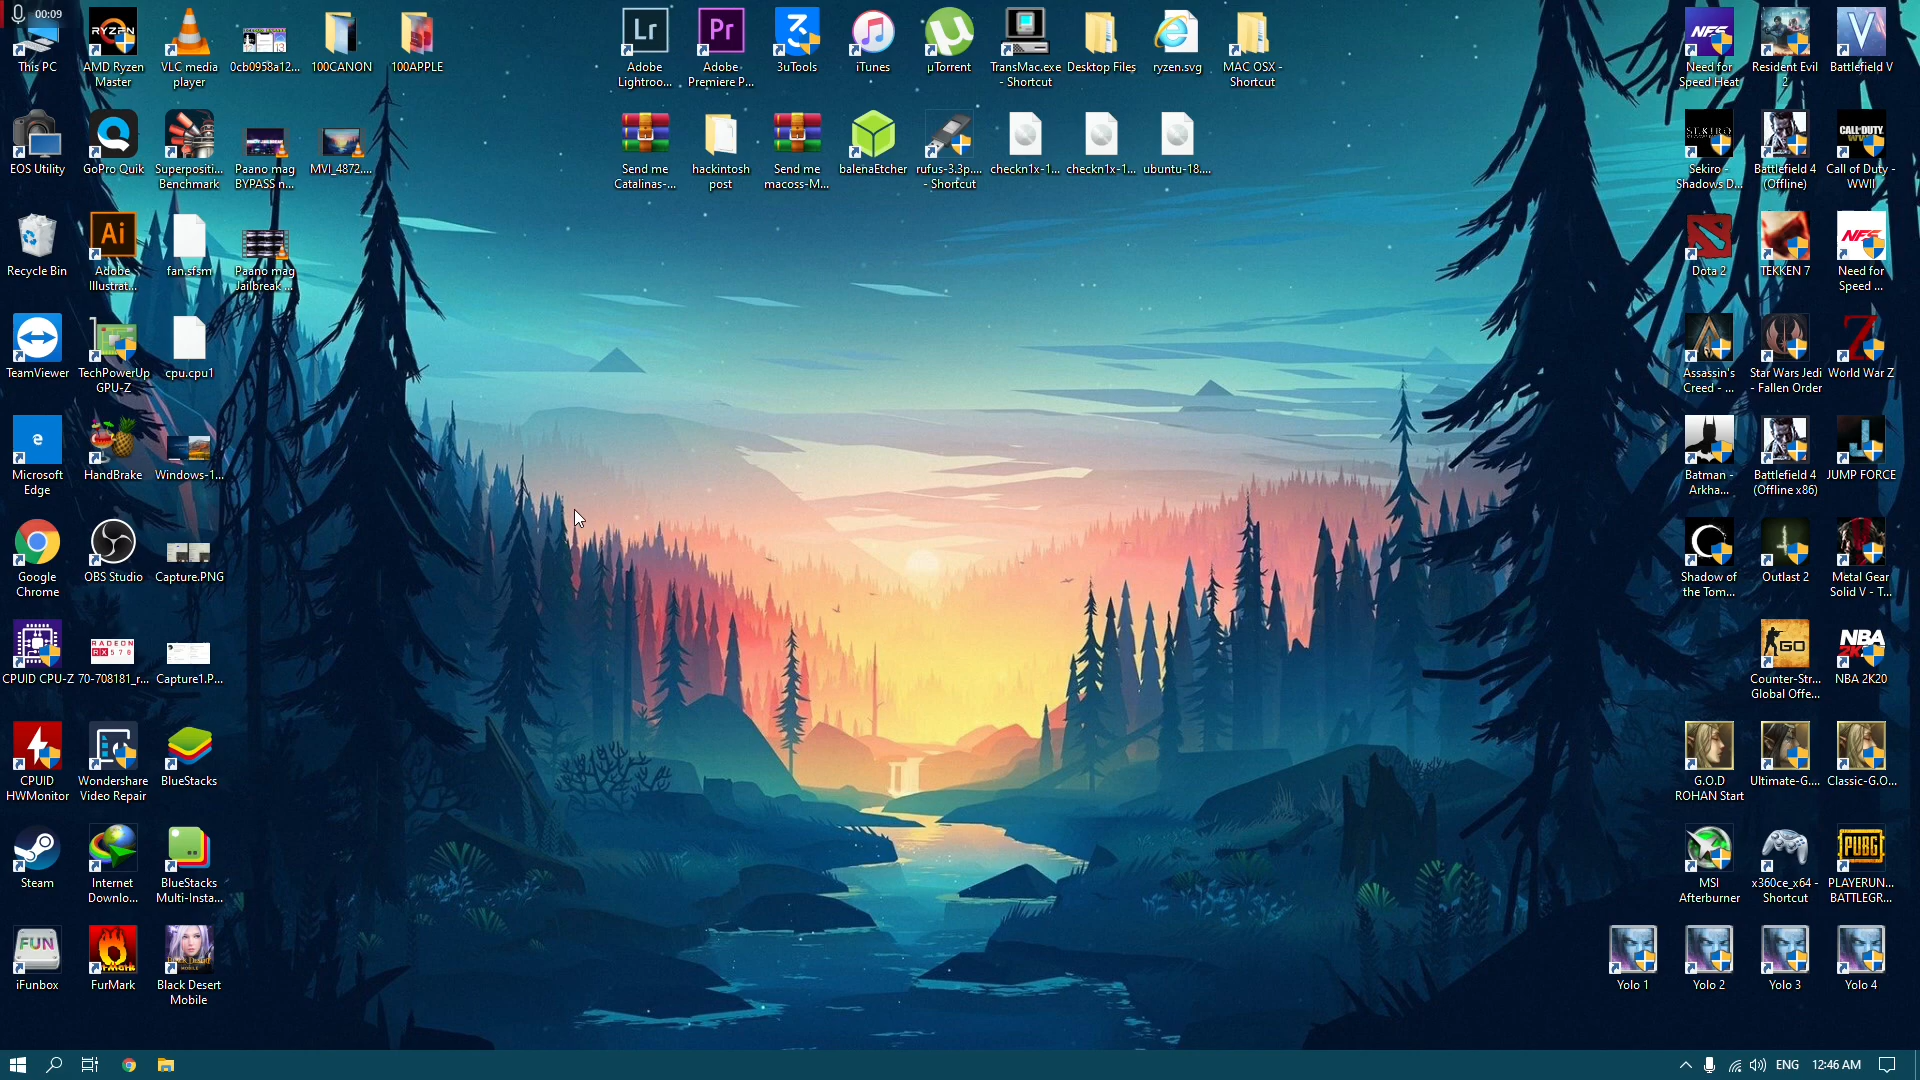 00:09
This PC
AMD Ryzen
Master
VLC media
player
0cb0958a12...
100CANON
100APPLE
Adobe
Lightroo...
Adobe
Premiere P...
3uTools
iTunes
µTorrent
TransMac.exe
- Shortcut
Desktop Files
ryzen.svg
MAC OSX -
Shortcut
Need for
Speed Heat
Resident Evil
2
Battlefield V
EOS Utility
GoPro Quik
Superpositi...
Benchmark
Paano mag
BYPASS n...
MVI_4872....
Send me
Catalinas-...
hackintosh
post
Send me
macoss-M...
balenaEtcher
rufus-3.3p....
- Shortcut
checkn1x-1...
checkn1x-1...
ubuntu-18....
Sekiro -
Shadows D...
Battlefield 4
(Offline)
Call of Duty -
WWII
Recycle Bin
Adobe
Illustrat...
fan.sfsm
Paano mag
Jailbreak ...
Dota 2
TEKKEN 7
Need for
Speed ...
TeamViewer
TechPowerUp
GPU-Z
cpu.cpu1
Assassin's
Creed - ...
Star Wars Jedi
- Fallen Order
World War Z
Microsoft
Edge
HandBrake
Windows-1...
Batman -
Arkha...
Battlefield 4
(Offline x86)
JUMP FORCE
Google
Chrome
OBS Studio
Capture.PNG
Shadow of
the Tom...
Outlast 2
Metal Gear
Solid V - T...
CPUID CPU-Z
70-708181_r...
Capture1.P...
Counter-Str...
Global Offe...
NBA 2K20
CPUID
HWMonitor
Wondershare
Video Repair
BlueStacks
G.O.D
ROHAN Start
Ultimate-G....
Classic-G.O...
Steam
Internet
Downlo...
BlueStacks
Multi-Insta...
MSI
Afterburner
x360ce_x64 -
Shortcut
PLAYERUN...
BATTLEGR...
iFunbox
FurMark
Black Desert
Mobile
Yolo 1
Yolo 2
Yolo 3
Yolo 4
ENG
12:46 AM